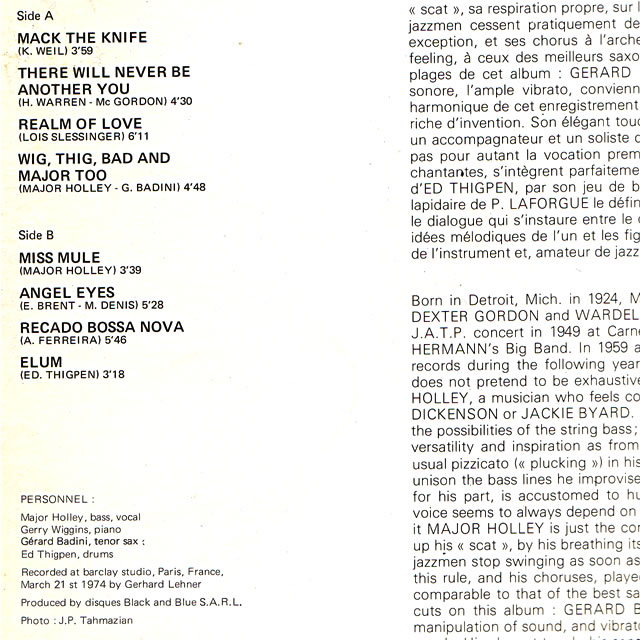 Side A
MACK THE KNIFE
(K. WEIL) 3'59
THERE WILL NEVER BE
ANOTHER YOU
(H. WARREN - Mc GORDON) 4'30
REALM OF LOVE
(LOIS SLESSINGER) 6'11
WIG, THIG, BAD AND
MAJOR TOO
(MAJOR HOLLEY - G. BADINI) 4'48
Side B
MISS MULE
(MAJOR HOLLEY) 3'39
ANGEL EYES
(E. BRENT - M. DENIS) 5'28
RECADO BOSSA NOVA
(A. FERREIRA) 5'46
ELUM
(ED. THIGPEN) 3'18
PERSONNEL :
Major Holley, bass, vocal
Gerry Wiggins, piano
Gérard Badini, tenor sax :
Ed Thigpen, drums
Recorded at barclay studio, Paris, France,
March 21 st 1974 by Gerhard Lehner
Produced by disques Black and Blue S.A.R.L.
Photo : J.P. Tahmazian
« scat », sa respiration propre, sur
jazzmen cessent pratiquement de
exception, et ses chorus à l'arche
feeling, à ceux des meilleurs saxo
plages de cet album : GERARD
sonore, l'ample vibrato, convienn
harmonique de cet enregistrement
riche d'invention. Son élégant touc
un accompagnateur et un soliste
pas pour autant la vocation prem
chantantes, s'intègrent parfaiteme
d'ED THIGPEN, par son jeu de b
lapidaire de P. LAFORGUE le défin
le dialogue qui s'instaure entre le
idées mélodiques de l'un et les fig
de l'instrument et, amateur de jazz
Born in Detroit, Mich. in 1924, M
DEXTER GORDON and WARDEL
J.A.T.P. concert in 1949 at Carne
HERMANN's Big Band. In 1959 a
records during the following year
does not pretend to be exhaustive
HOLLEY, a musician who feels co
DICKENSON or JACKIE BYARD.
the possibilities of the string bass;
versatility and inspiration as from
usual pizzicato (« plucking ») in his
unison the bass lines he improvise
for his part, is accustomed to hu
voice seems to always depend on
it MAJOR HOLLEY is just the con
up his « scat », by his breathing its
jazzmen stop swinging as soon as
this rule, and his choruses, playe
comparable to that of the best sa
cuts on this album : GERARD B
manipulation of sound, and vibrat